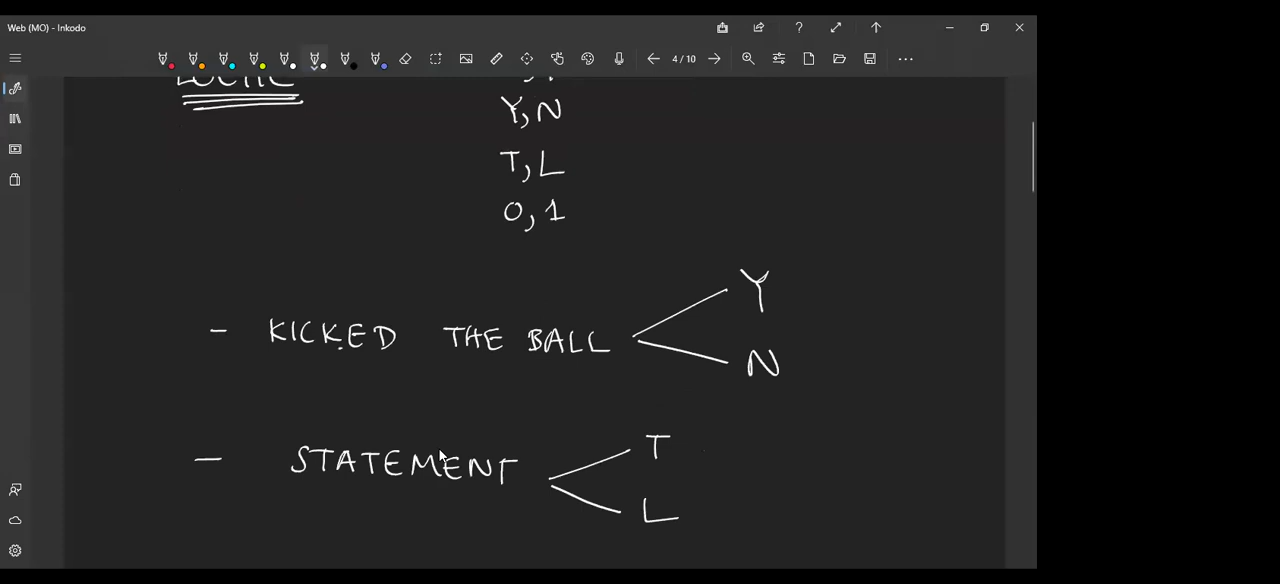 Web (MO) - Inkodo
4 / 10
Y, N
T, L
0, 1
- KICKED THE BALL
Y
N
- STATEMENT
T
L